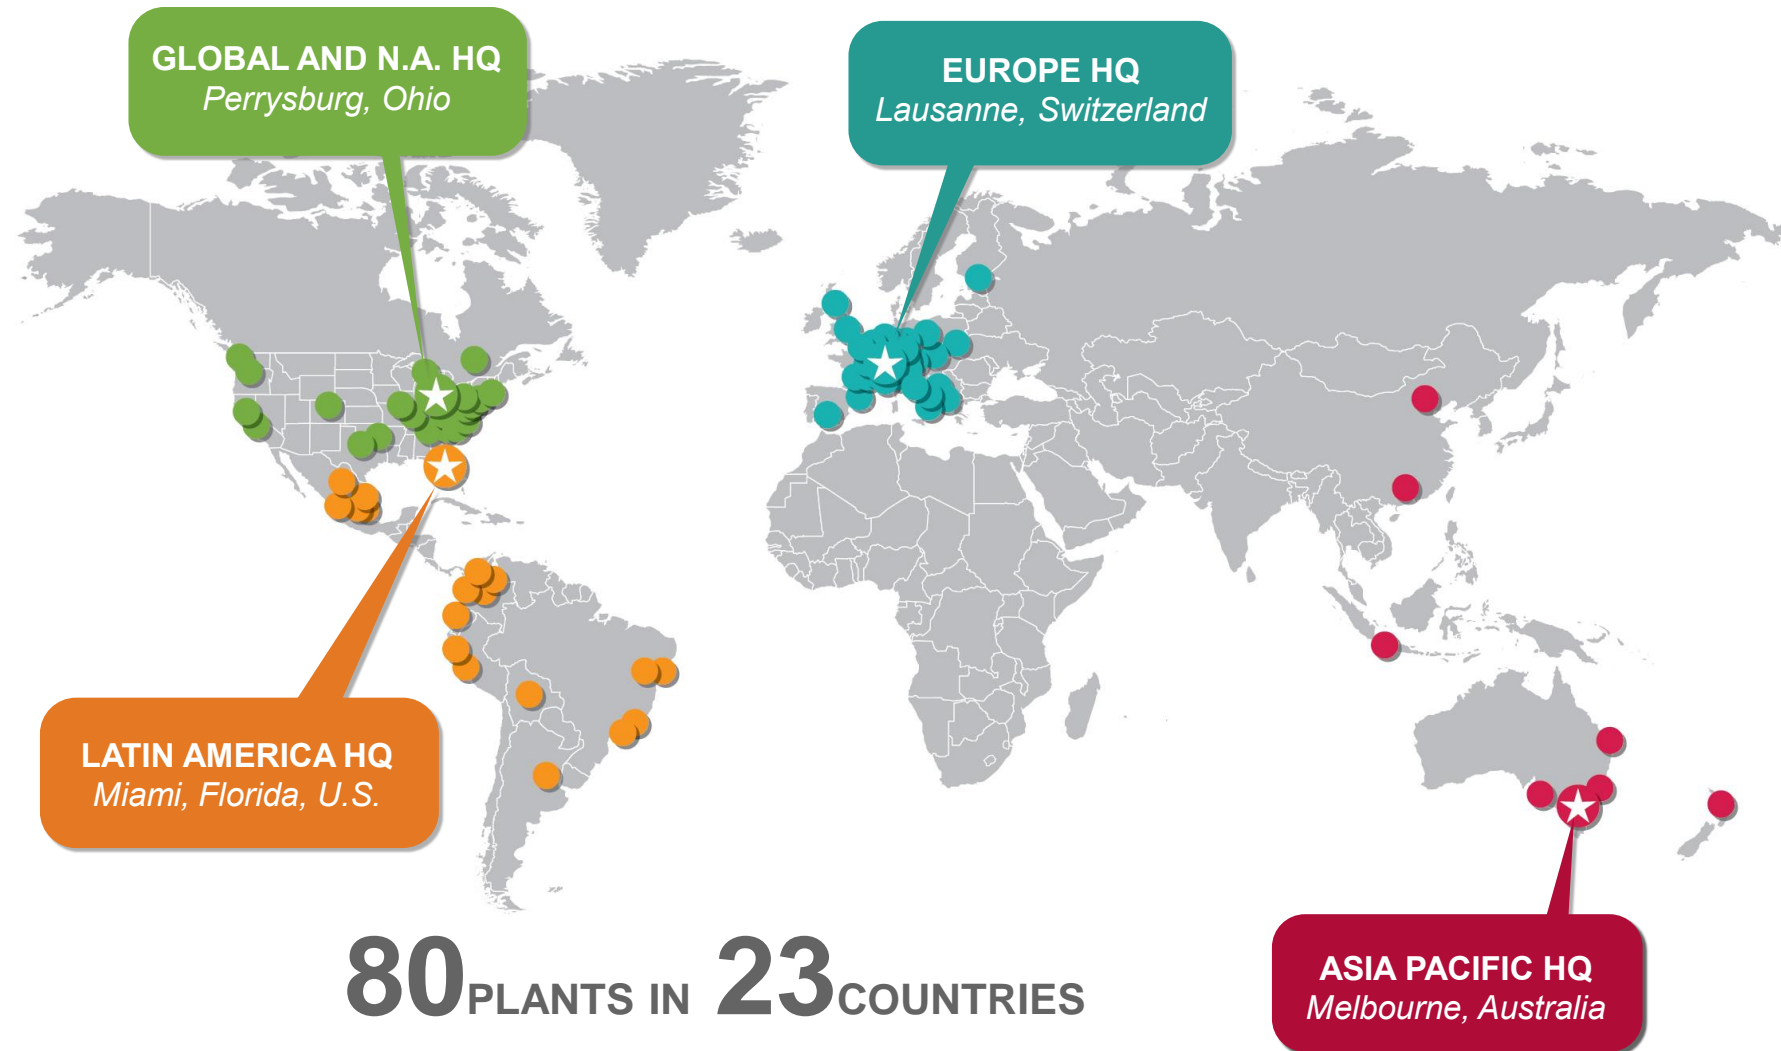 GLOBAL AND N.A. HQ
Perrysburg, Ohio
EUROPE HQ
Lausanne, Switzerland
LATIN AMERICA HQ
Miami, Florida, U.S.
80 PLANTS IN 23 COUNTRIES
ASIA PACIFIC HQ
Melbourne, Australia